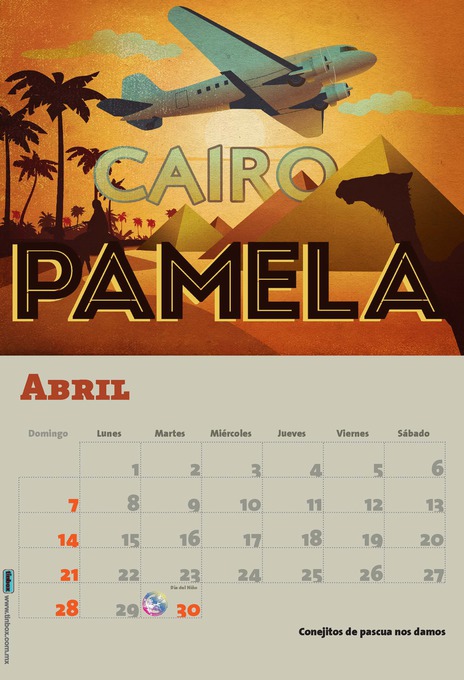 CAIRO
PAMELA
ABRIL
Domingo Lunes Martes Miércoles Jueves Viernes Sábado
1 2 3 4 5 6
7 8 9 10 11 12 13
14 15 16 17 18 19 20
21 22 23 24 25 26 27
Día del Niño
28 29 30
Conejitos de pascua nos damos
tinbox www.tinbox.com.mx